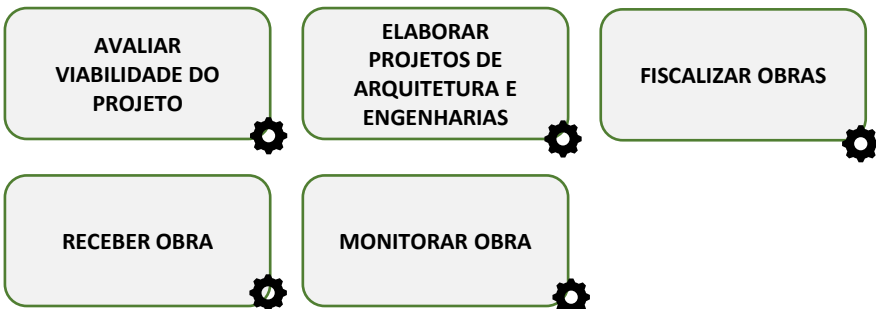 AVALIAR
VIABILIDADE DO
PROJETO
ELABORAR
PROJETOS DE
ARQUITETURA E
ENGENHARIAS
FISCALIZAR OBRAS
RECEBER OBRA
MONITORAR OBRA